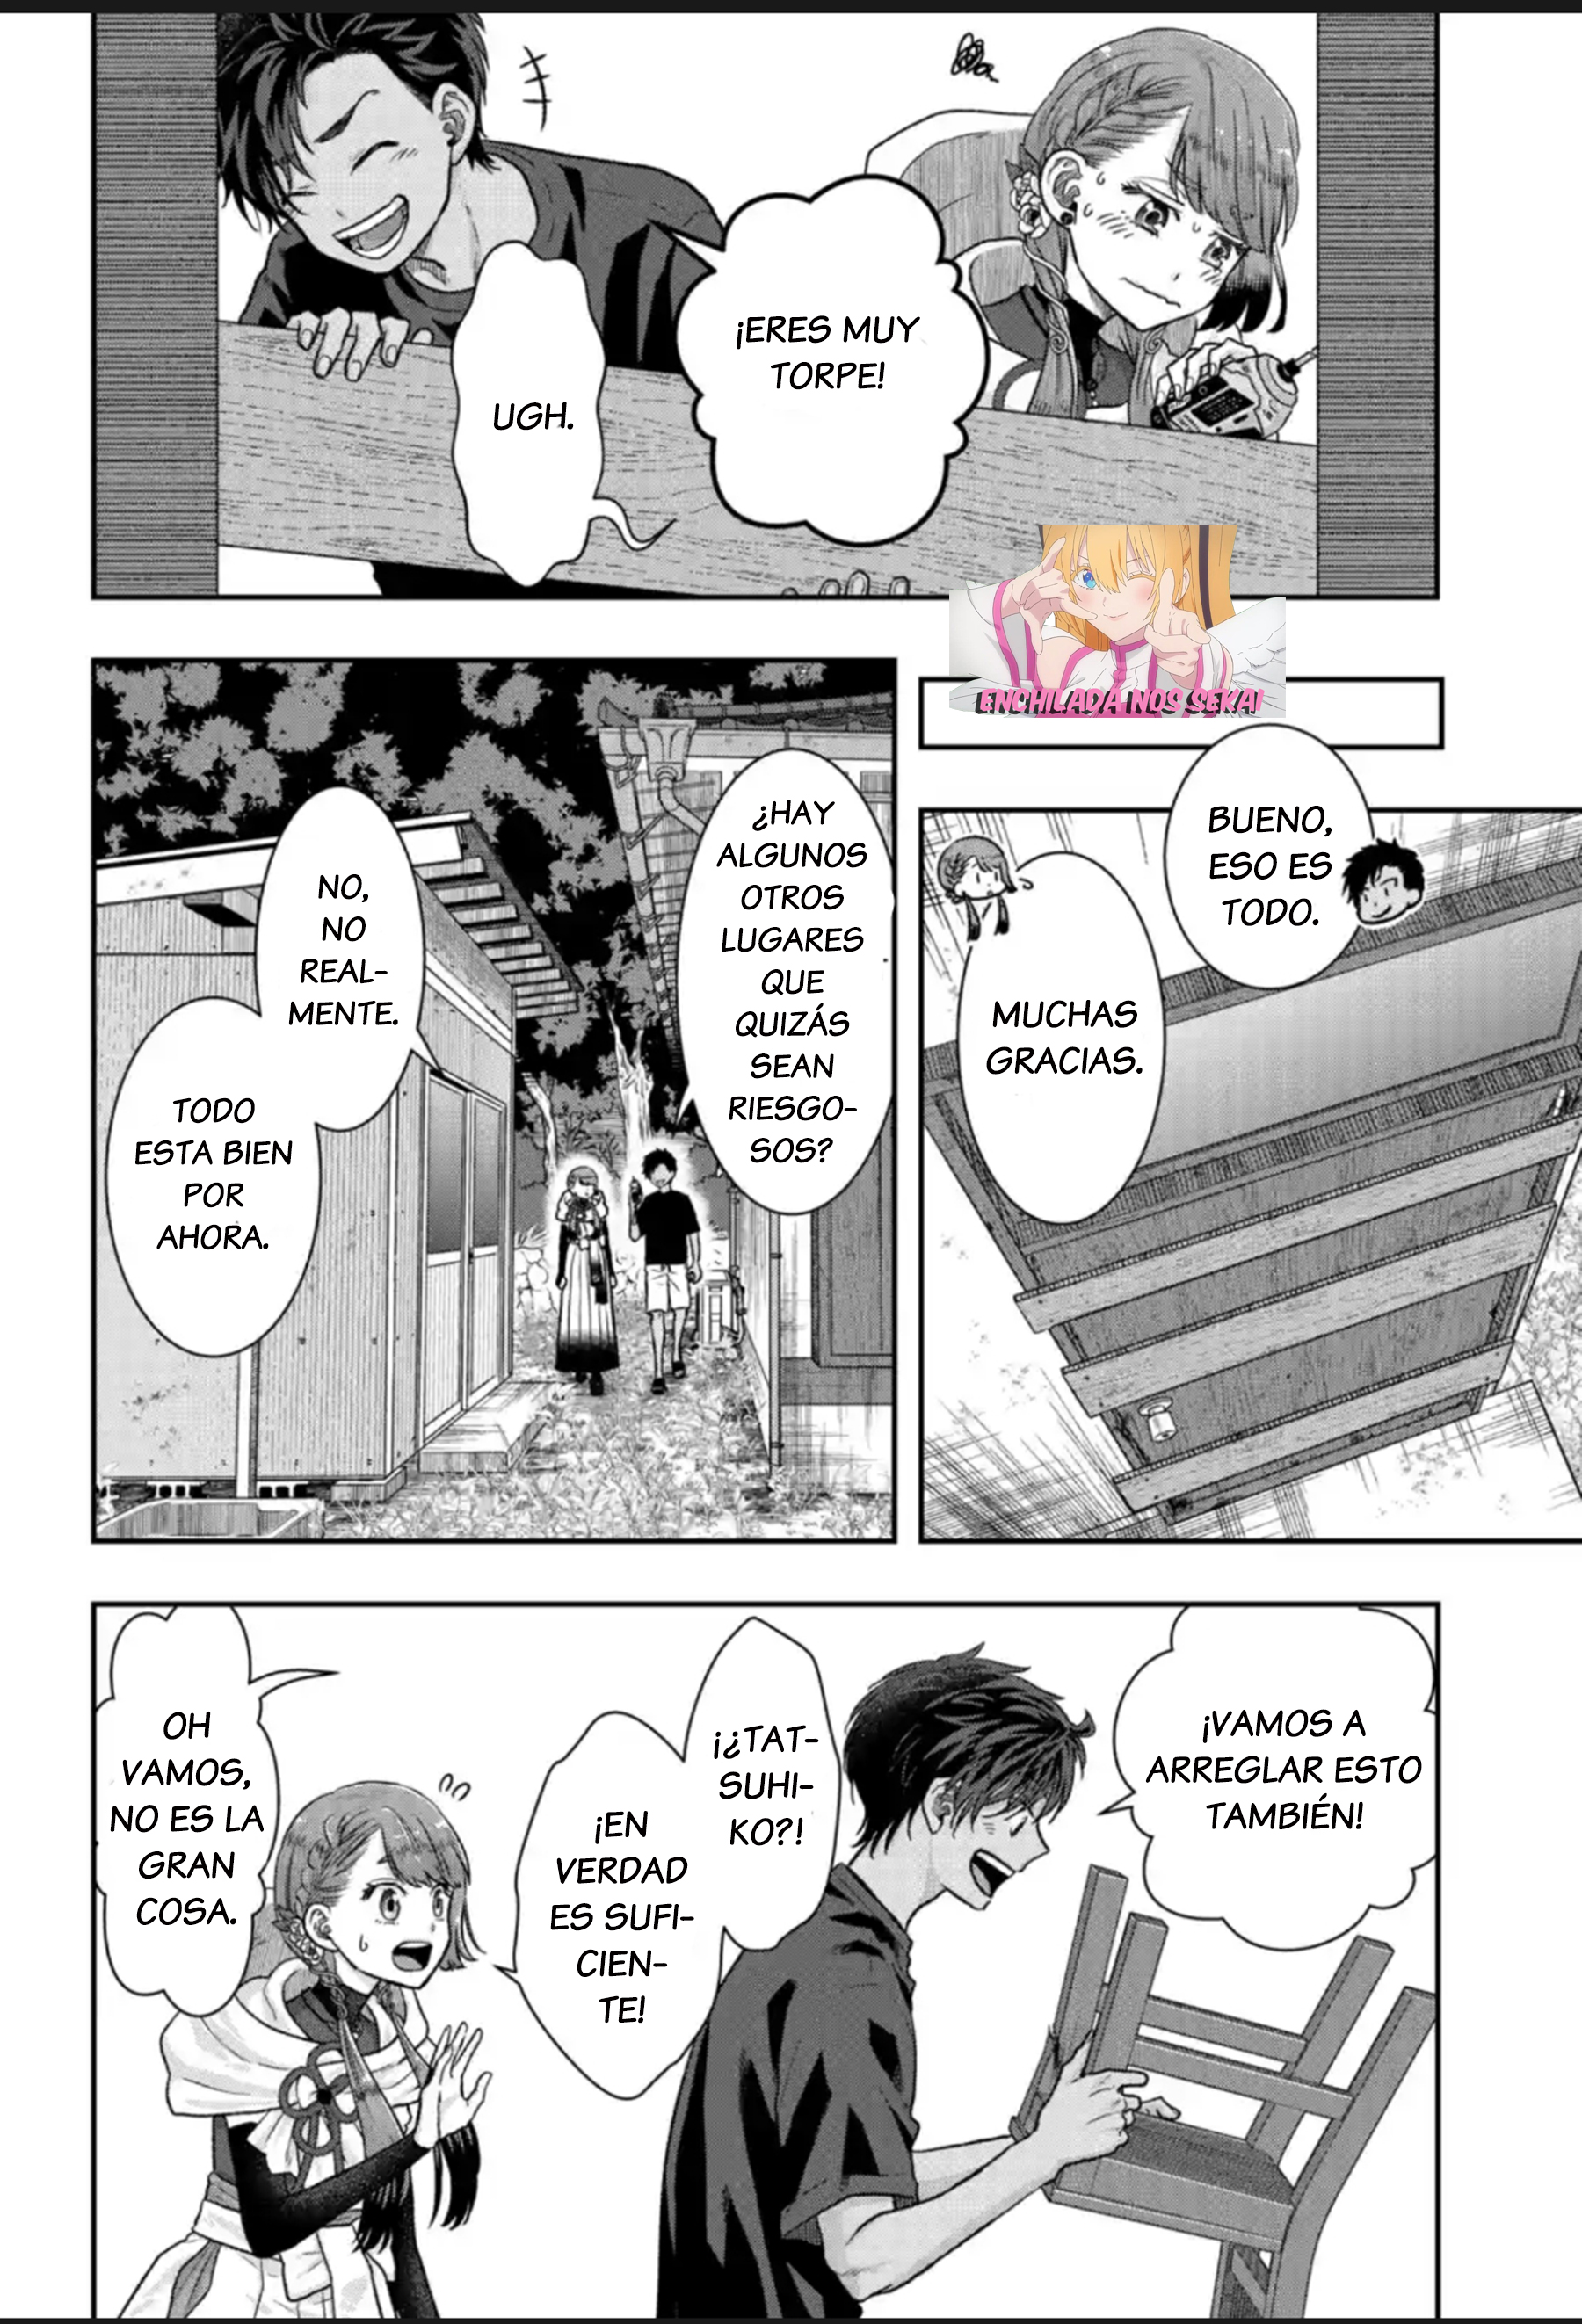 ¡ERES MUY
TORPE!
UGH.
ENCHILADA NOS SEKAI
BUENO,
ESO ES
TODO.
MUCHAS
GRACIAS.
¿HAY
ALGUNOS
OTROS
LUGARES
QUE
QUIZÁS
SEAN
RIESGO-
SOS?
NO,
NO
REAL-
MENTE.
TODO
ESTA BIEN
POR
AHORA.
¡VAMOS A
ARREGLAR ESTO
TAMBIÉN!
¡¿TAT-
SUHI-
KO?!
¡EN
VERDAD
ES SUFI-
CIEN-
TE!
OH
VAMOS,
NO ES LA
GRAN
COSA.